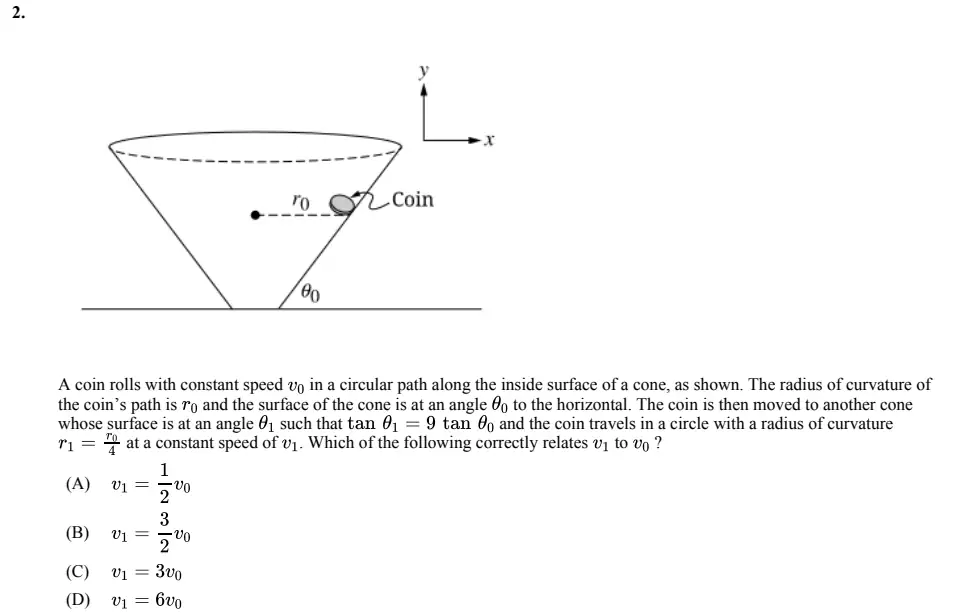 2.
y
x
r₀
Coin
θ₀
A coin rolls with constant speed v₀ in a circular path along the inside surface of a cone, as shown. The radius of curvature of
the coin’s path is r₀ and the surface of the cone is at an angle θ₀ to the horizontal. The coin is then moved to another cone
whose surface is at an angle θ₁ such that tan θ₁ = 9 tan θ₀ and the coin travels in a circle with a radius of curvature
r₁ = r₀/4 at a constant speed of v₁. Which of the following correctly relates v₁ to v₀ ?
(A) v₁ = 1/2 v₀
(B) v₁ = 3/2 v₀
(C) v₁ = 3v₀
(D) v₁ = 6v₀